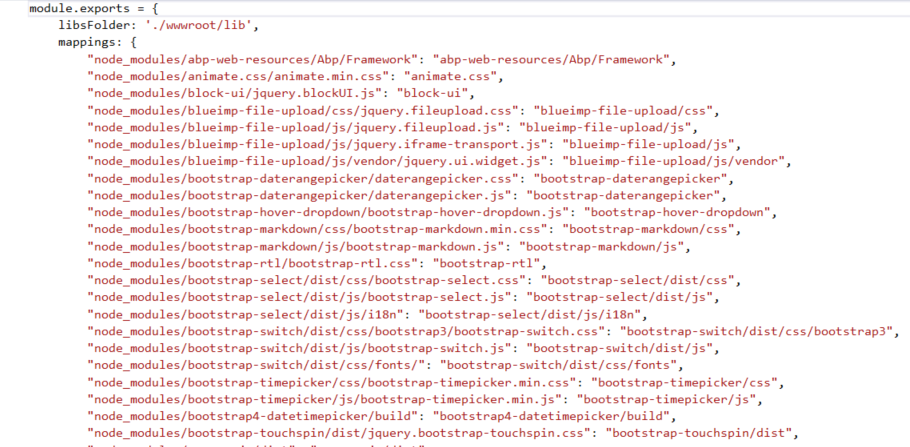 module.exports = {
libsFolder: './wwwroot/lib',
mappings: {
"node_modules/abp-web-resources/Abp/Framework": "abp-web-resources/Abp/Framework",
"node_modules/animate.css/animate.min.css": "animate.css",
"node_modules/block-ui/jquery.blockUI.js": "block-ui",
"node_modules/blueimp-file-upload/css/jquery.fileupload.css": "blueimp-file-upload/css",
"node_modules/blueimp-file-upload/js/jquery.fileupload.js": "blueimp-file-upload/js",
"node_modules/blueimp-file-upload/js/jquery.iframe-transport.js": "blueimp-file-upload/js",
"node_modules/blueimp-file-upload/js/vendor/jquery.ui.widget.js": "blueimp-file-upload/js/vendor",
"node_modules/bootstrap-daterangepicker/daterangepicker.css": "bootstrap-daterangepicker",
"node_modules/bootstrap-daterangepicker/daterangepicker.js": "bootstrap-daterangepicker",
"node_modules/bootstrap-hover-dropdown/bootstrap-hover-dropdown.js": "bootstrap-hover-dropdown",
"node_modules/bootstrap-markdown/css/bootstrap-markdown.min.css": "bootstrap-markdown/css",
"node_modules/bootstrap-markdown/js/bootstrap-markdown.js": "bootstrap-markdown/js",
"node_modules/bootstrap-rtl/bootstrap-rtl.css": "bootstrap-rtl",
"node_modules/bootstrap-select/dist/css/bootstrap-select.css": "bootstrap-select/dist/css",
"node_modules/bootstrap-select/dist/js/bootstrap-select.js": "bootstrap-select/dist/js",
"node_modules/bootstrap-select/dist/js/i18n": "bootstrap-select/dist/js/i18n",
"node_modules/bootstrap-switch/dist/css/bootstrap3/bootstrap-switch.css": "bootstrap-switch/dist/css/bootstrap3",
"node_modules/bootstrap-switch/dist/js/bootstrap-switch.js": "bootstrap-switch/dist/js",
"node_modules/bootstrap-switch/dist/css/fonts/": "bootstrap-switch/dist/css/fonts",
"node_modules/bootstrap-timepicker/css/bootstrap-timepicker.min.css": "bootstrap-timepicker/css",
"node_modules/bootstrap-timepicker/js/bootstrap-timepicker.min.js": "bootstrap-timepicker/js",
"node_modules/bootstrap4-datetimepicker/build": "bootstrap4-datetimepicker/build",
"node_modules/bootstrap-touchspin/dist/jquery.bootstrap-touchspin.css": "bootstrap-touchspin/dist",